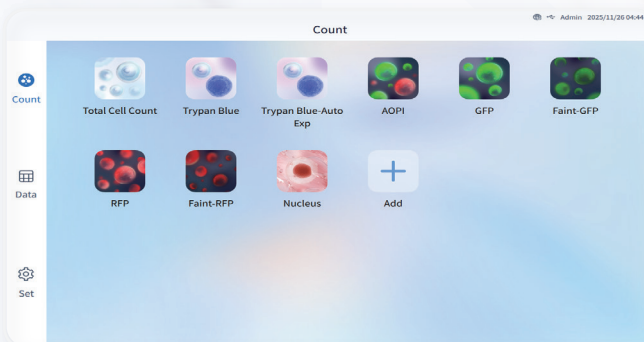 Admin 2025/11/26 04:44
Count
Count
Data
Set
Total Cell Count
Trypan Blue
Trypan Blue-Auto
Exp
AOPI
GFP
Faint-GFP
RFP
Faint-RFP
Nucleus
Add